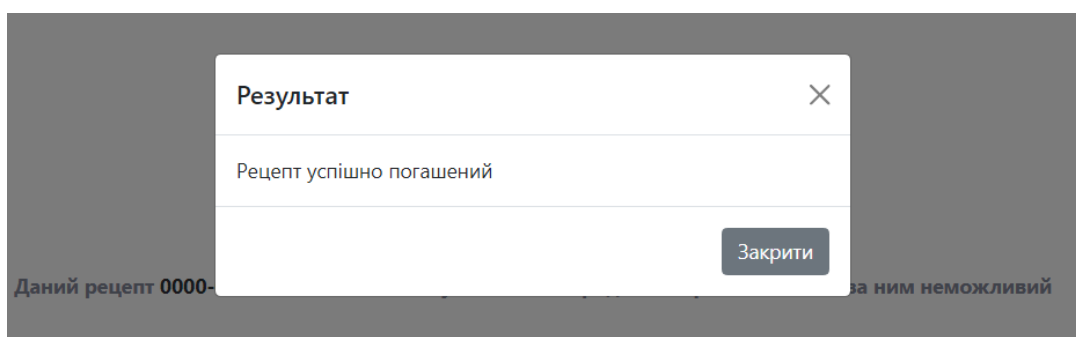 Результат
Рецепт успішно погашений
Закрити
Даний рецепт 0000- за ним неможливий